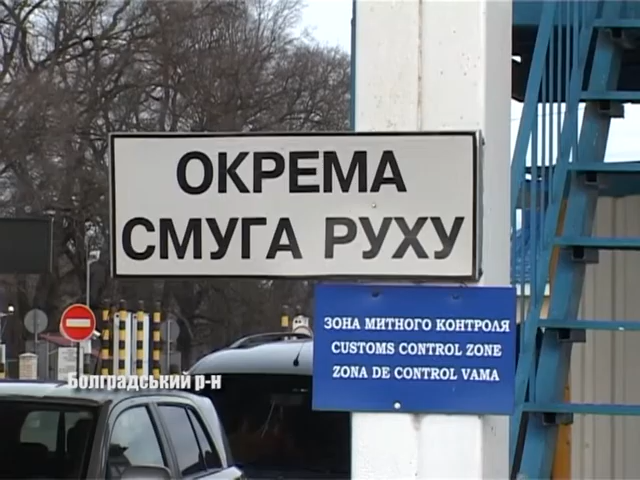 ОКРЕМА
СМУГА РУХУ
ЗОНА МИТНОГО КОНТРОЛЯ
CUSTOMS CONTROL ZONE
ZONA DE CONTROL VAMA
Болградський р-н